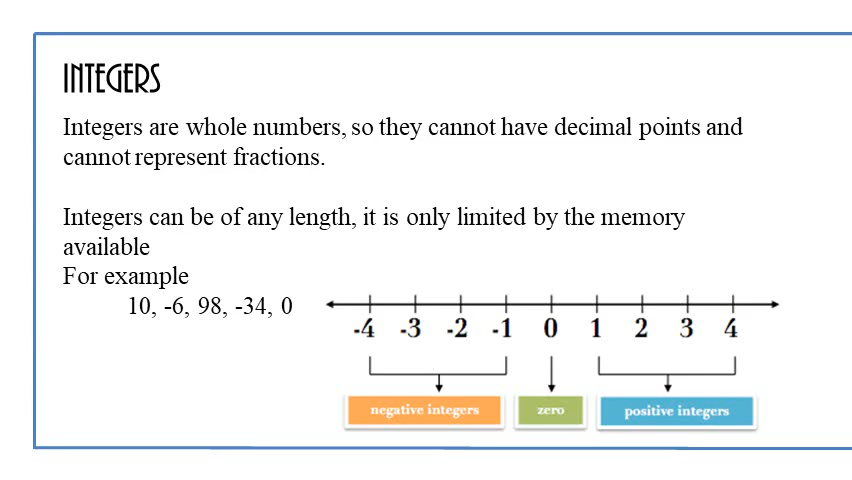 INTEGERS
Integers are whole numbers, so they cannot have decimal points and
cannot represent fractions.
Integers can be of any length, it is only limited by the memory
available
For example
10, -6, 98, -34, 0
-4 -3 -2 -1 0 1 2 3 4
negative integers zero positive integers